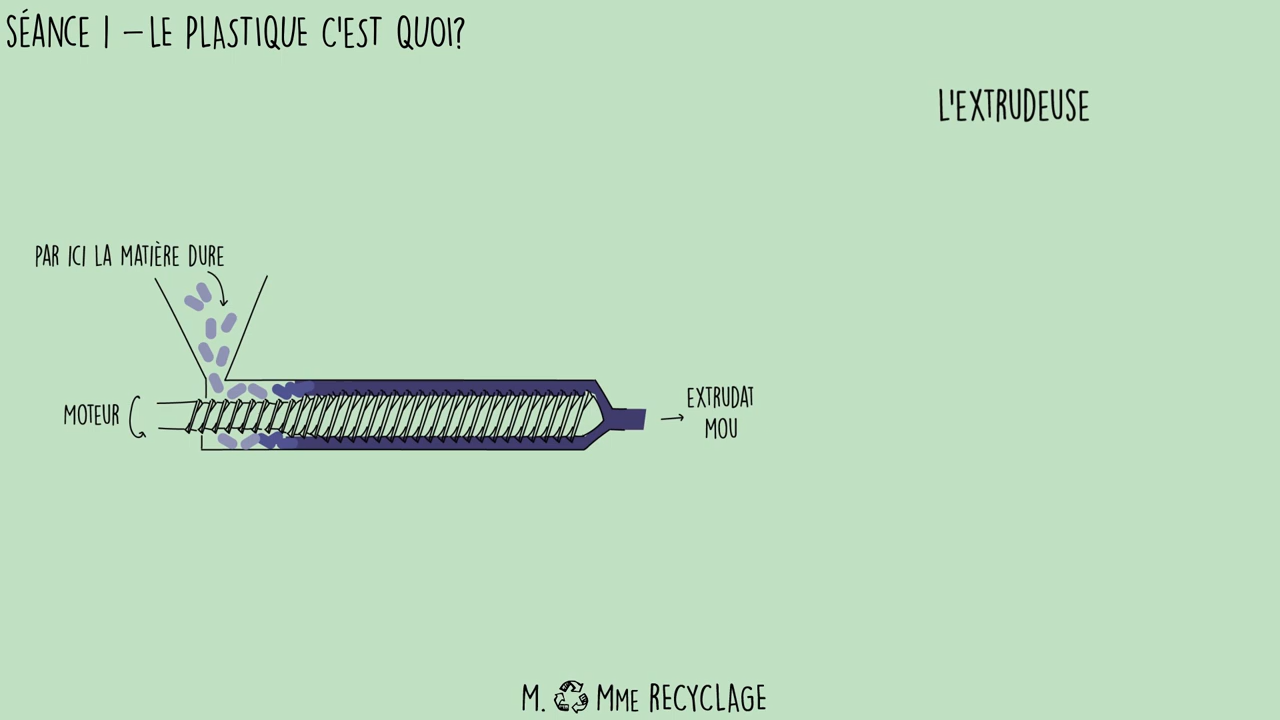 SÉANCE 1 – LE PLASTIQUE C'EST QUOI?
L'EXTRUDEUSE
PAR ICI LA MATIÈRE DURE
MOTEUR
EXTRUDAT
MOU
M. MME RECYCLAGE